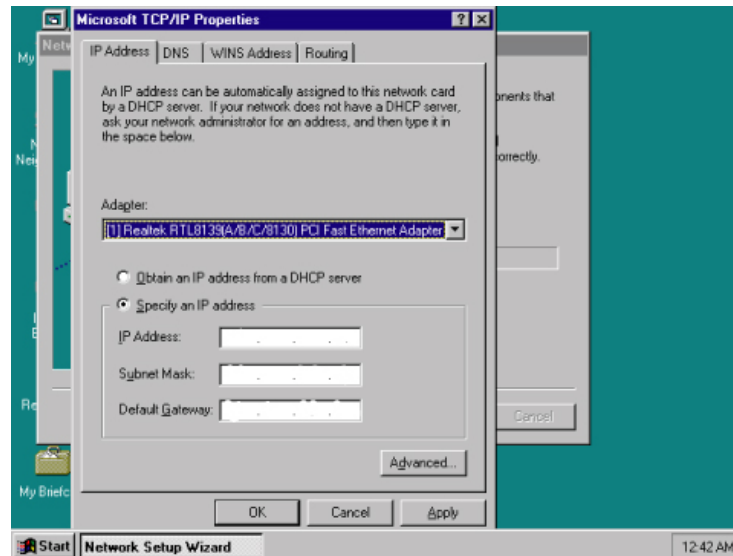 Microsoft TCP/IP Properties
IP Address
DNS
WINS Address
Routing
An IP address can be automatically assigned to this network card
by a DHCP server. If your network does not have a DHCP server,
ask your network administrator for an address, and then type it in
the space below.
Adapter:
[1] Realtek RTL8139(A/B/C/8130) PCI Fast Ethernet Adapter
Obtain an IP address from a DHCP server
Specify an IP address
IP Address:
Subnet Mask:
Default Gateway:
Advanced...
OK
Cancel
Apply
Cancel
My
that
My
Start
Network Setup Wizard
12:42 AM